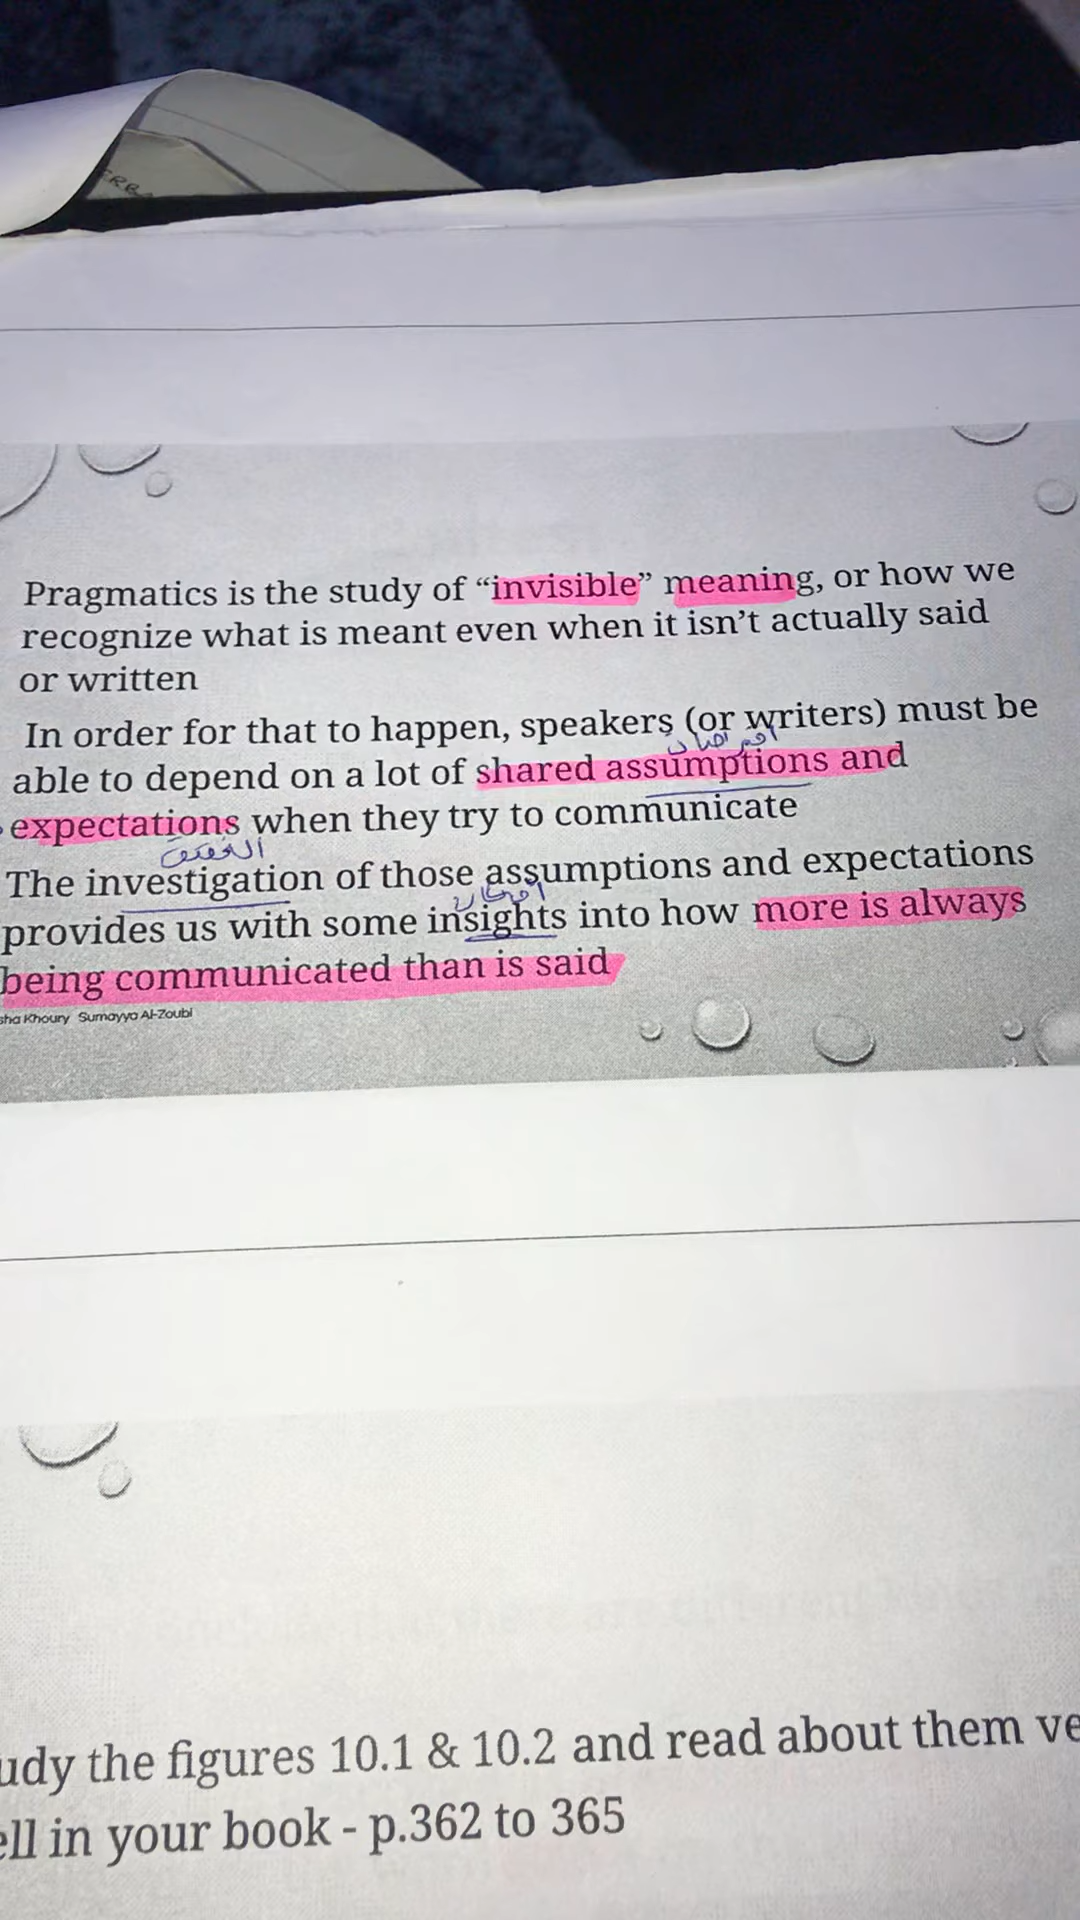 ERB
Pragmatics is the study of “invisible” meaning, or how we
recognize what is meant even when it isn’t actually said
or written
In order for that to happen, speakers (or writers) must be
افتراضات
able to depend on a lot of shared assumptions and
expectations when they try to communicate
The investigation of those assumptions and expectations
provides us with some insights into how more is always
being communicated than is said
sha Khoury Sumayya Al-Zoubi
udy the figures 10.1 & 10.2 and read about them ve
ell in your book - p.362 to 365